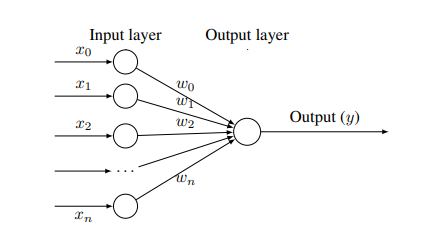 Input layer
Output layer
x₀
x₁
x₂
...
xₙ
w₀
w₁
w₂
wₙ
Output (y)